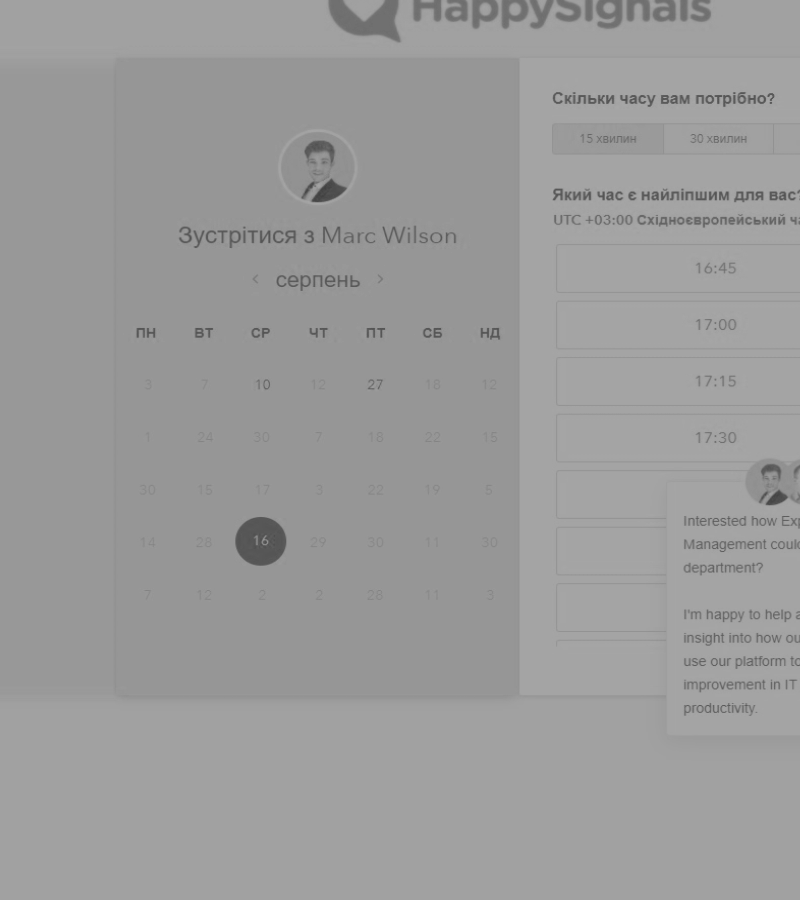 HappySignals
Зустрітися з Marc Wilson
серпень
ПН ВТ СР ЧТ ПТ СБ НД
3 7 10 12 27 18 12
1 24 30 7 18 22 15
30 15 17 3 22 19 5
14 28 16 29 30 11 30
7 12 2 2 28 11 3
Скільки часу вам потрібно?
15 хвилин 30 хвилин
Який час є найліпшим для вас?
UTC +03:00 Східноєвропейський
16:45
17:00
17:15
17:30
Interested how
Management
department?
I'm happy to help
insight into how
use our platform to
improvement in IT
productivity.